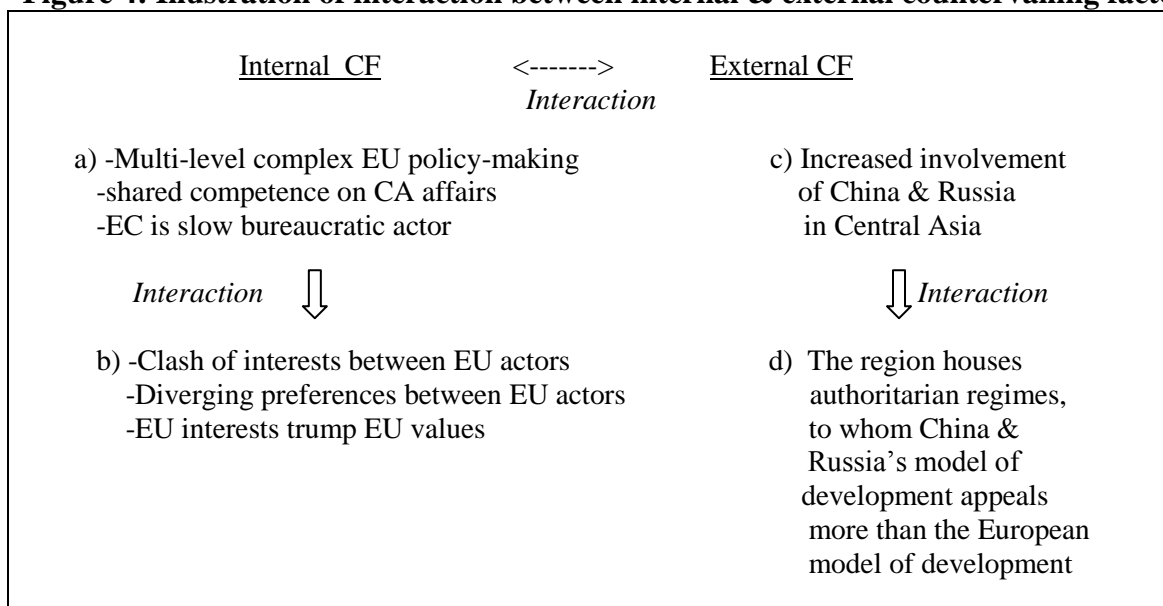 Figure 4. Illustration of interaction between internal & external countervailing
Internal CF <-------> External CF
Interaction
a) -Multi-level complex EU policy-making
-shared competence on CA affairs
-EC is slow bureaucratic actor
c) Increased involvement
of China & Russia
in Central Asia
Interaction
Interaction
b) -Clash of interests between EU actors
-Diverging preferences between EU actors
-EU interests trump EU values
d) The region houses
authoritarian regimes,
to whom China &
Russia's model of
development appeals
more than the European
model of development